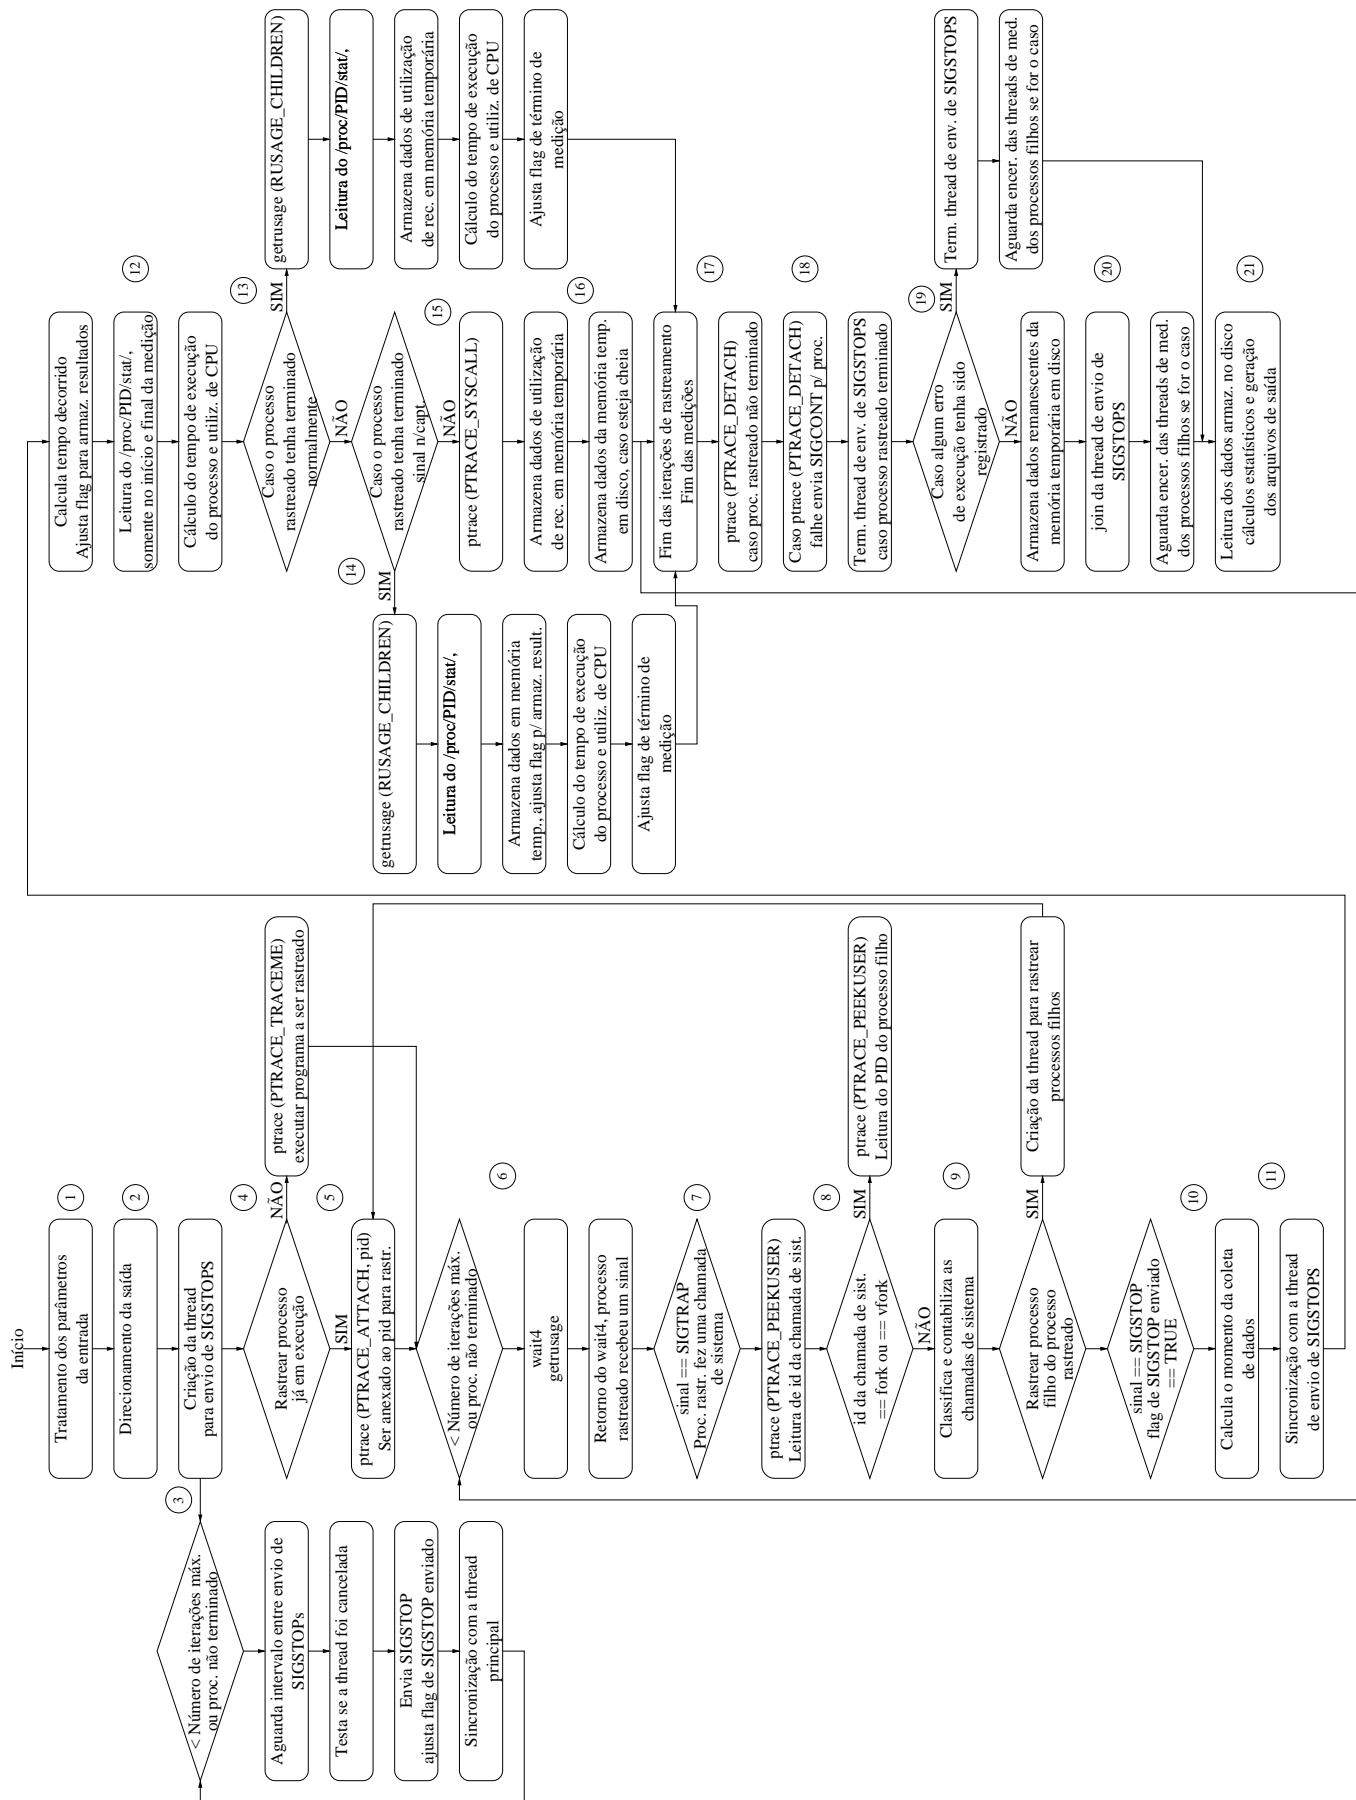 Início
Tratamento dos parâmetros
da entrada
1
Direcionamento da saída
2
Criação da thread
para envio de SIGSTOPS
3
< Número de iterações máx.
ou proc. não terminado
Aguarda intervalo entre envio de
SIGSTOPs
Testa se a thread foi cancelada
Envia SIGSTOP
ajusta flag de SIGSTOP enviado
Sincronização com a thread
principal
4
Rastrear processo
já em execução
NÃO
ptrace (PTRACE_TRACEME)
executar programa a ser rastreado
SIM
5
ptrace (PTRACE_ATTACH, pid)
Ser anexado ao pid para rastr.
< Número de iterações máx.
ou proc. não terminado
6
wait4
getrusage
Retorno do wait4, processo
rastreado recebeu um sinal
sinal == SIGTRAP
Proc. rastr. fez uma chamada
de sistema
7
ptrace (PTRACE_PEEKUSER)
Leitura de id da chamada de sist.
8
id da chamada de sist.
== fork ou == vfork
SIM
ptrace (PTRACE_PEEKUSER)
Leitura do PID do processo filho
NÃO
9
Classifica e contabiliza as
chamadas de sistema
Rastrear processo
filho do processo
rastreado
SIM
Criação da thread para rastrear
processos filhos
sinal == SIGSTOP
flag de SIGSTOP enviado
== TRUE
10
Calcula o momento da coleta
de dados
11
Sincronização com a thread
de envio de SIGSTOPS
Calcula tempo decorrido
Ajusta flag para armaz. resultados
12
Leitura do /proc/PID/stat/,
somente no início e final da medição
Cálculo do tempo de execução
do processo e utiliz. de CPU
13
Caso o processo
rastreado tenha terminado
normalmente
SIM
getrusage (RUSAGE_CHILDREN)
Leitura do /proc/PID/stat/,
Armazena dados de utilização
de rec. em memória temporária
Cálculo do tempo de execução
do processo e utiliz. de CPU
Ajusta flag de término de
medição
NÃO
14
Caso o processo
rastreado tenha terminado
sinal n/capt.
SIM
getrusage (RUSAGE_CHILDREN)
Leitura do /proc/PID/stat/,
Armazena dados em memória
temp., ajusta flag p/ armaz. result.
Cálculo do tempo de execução
do processo e utiliz. de CPU
Ajusta flag de término de
medição
NÃO
15
ptrace (PTRACE_SYSCALL)
Armazena dados de utilização
de rec. em memória temporária
16
Armazena dados da memória temp.
em disco, caso esteja cheia
Fim das iterações de rastreamento
Fim das medições
17
ptrace (PTRACE_DETACH)
caso proc. rastreado não terminado
18
Caso ptrace (PTRACE_DETACH)
falhe envia SIGCONT p/ proc.
Term. thread de env. de SIGSTOPS
caso processo rastreado terminado
19
Caso algum erro
de execução tenha sido
registrado
SIM
Term. thread de env. de SIGSTOPS
Aguarda encer. das threads de med.
dos processos filhos se for o caso
NÃO
Armazena dados remanescentes da
memória temporária em disco
20
join da thread de envio de
SIGSTOPS
Aguarda encer. das threads de med.
dos processos filhos se for o caso
21
Leitura dos dados armaz. no disco
cálculos estatísticos e geração
dos arquivos de saída